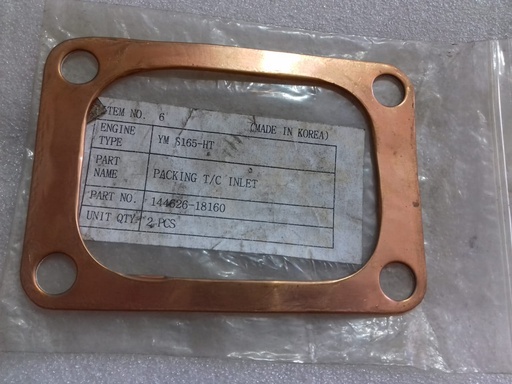 ITEM NO. 6 (MADE IN KOREA)
ENGINE TYPE YM S165-HT
PART NAME PACKING T/C INLET
PART NO. 144626-18160
UNIT QTY 2 PCS